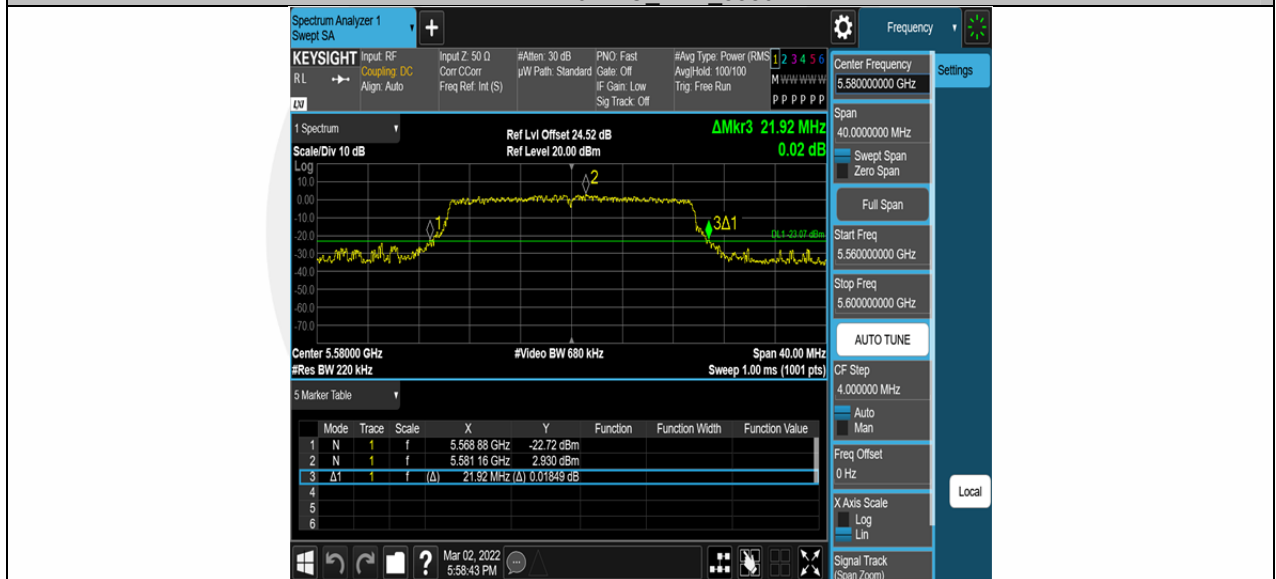 Spectrum Analyzer 1
Swept SA
+
Frequency
KEYSIGHT
RL
LXI
Input: RF
Coupling: DC
Align: Auto
Input Z: 50 Ω
Corr CCorr
Freq Ref: Int (S)
#Atten: 30 dB
µW Path: Standard
PNO: Fast
Gate: Off
IF Gain: Low
Sig Track: Off
#Avg Type: Power (RMS
Avg|Hold: 100/100
Trig: Free Run
1 2 3 4 5 6
M W W W W W
P P P P P P
1 Spectrum
Scale/Div 10 dB
Ref Lvl Offset 24.52 dB
Ref Level 20.00 dBm
ΔMkr3 21.92 MHz
0.02 dB
Log
10.0
0.00
-10.0
-20.0
-30.0
-40.0
-50.0
-60.0
-70.0
1
2
3Δ1
DL1 -23.07 dBm
Center 5.58000 GHz
#Res BW 220 kHz
#Video BW 680 kHz
Span 40.00 MHz
Sweep 1.00 ms (1001 pts)
5 Marker Table
Mode Trace Scale X Y Function Function Width Function Value
1 N 1 f 5.568 88 GHz -22.72 dBm
2 N 1 f 5.581 16 GHz 2.930 dBm
3 Δ1 1 f (Δ) 21.92 MHz (Δ) 0.01849 dB
4
5
6
?
Mar 02, 2022
5:58:43 PM
Center Frequency
5.580000000 GHz
Span
40.0000000 MHz
Swept Span
Zero Span
Full Span
Start Freq
5.560000000 GHz
Stop Freq
5.600000000 GHz
AUTO TUNE
CF Step
4.000000 MHz
Auto
Man
Freq Offset
0 Hz
X Axis Scale
Log
Lin
Signal Track
(Span Zoom)
Settings
Local